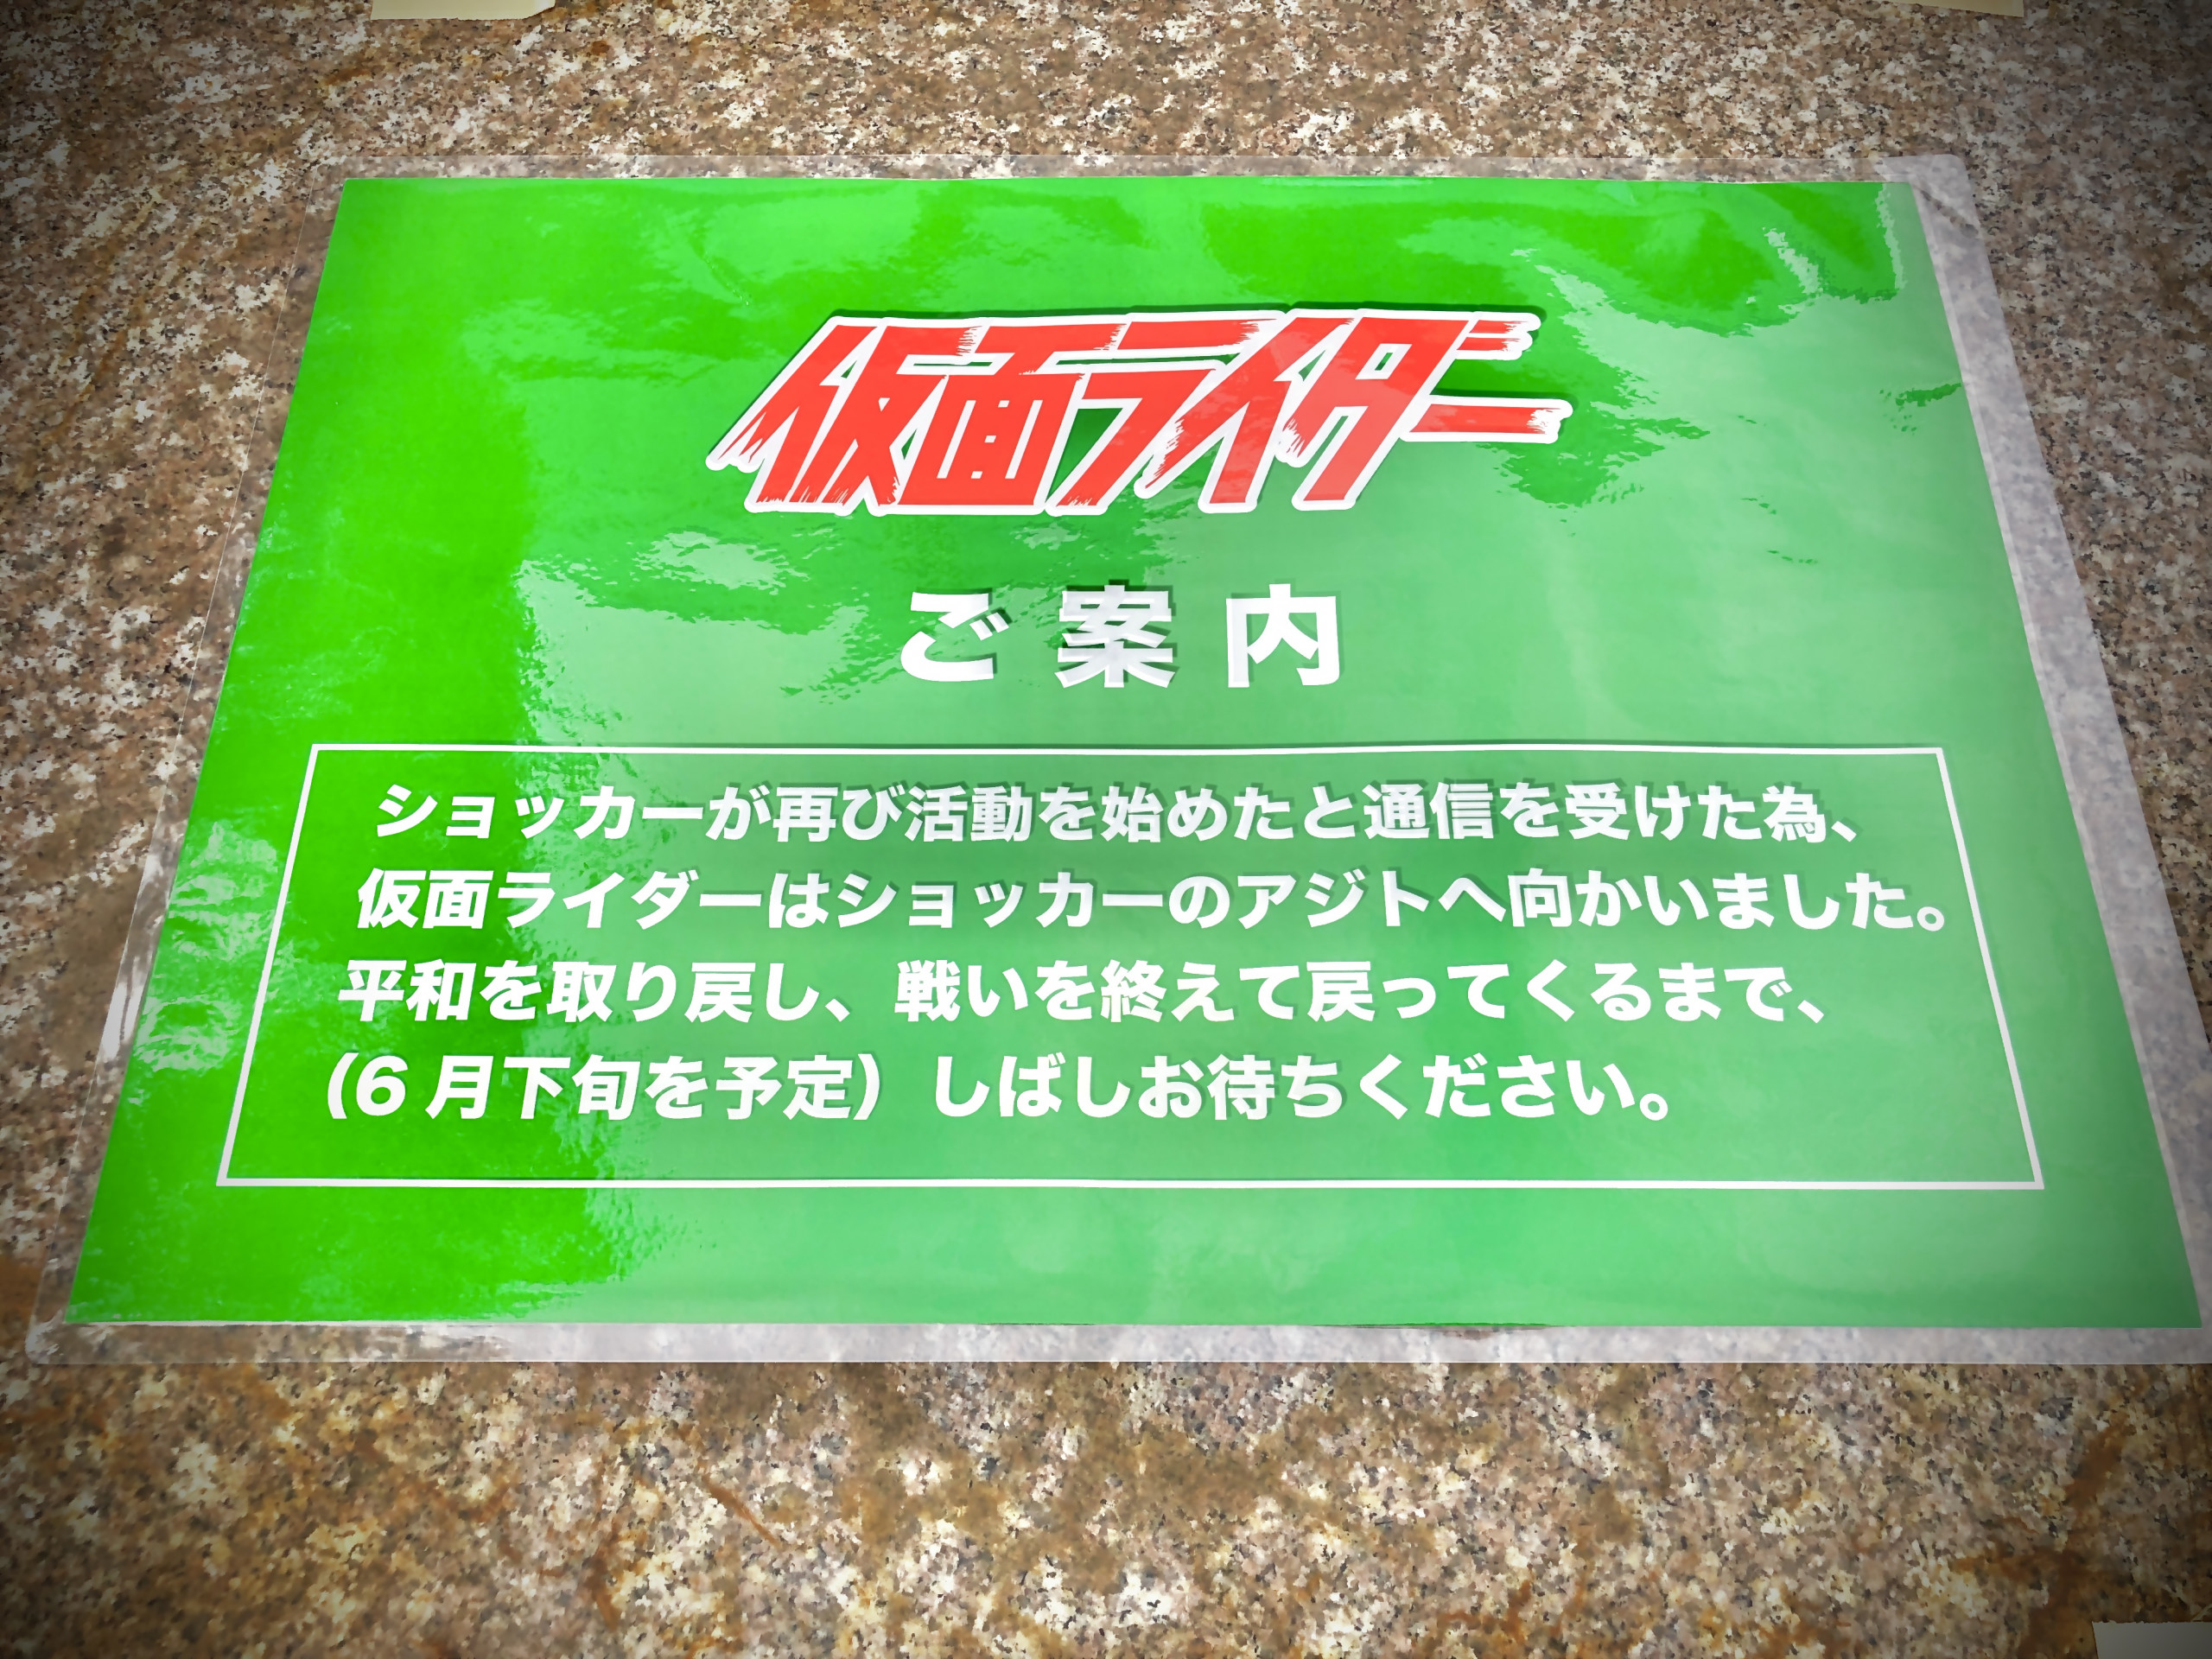 仮面ライダー
ご案内
ショッカーが再び活動を始めたと通信を受けた為、
仮面ライダーはショッカーのアジトへ向かいました。
平和を取り戻し、戦いを終えて戻ってくるまで、
(6月下旬を予定）しばしお待ちください。